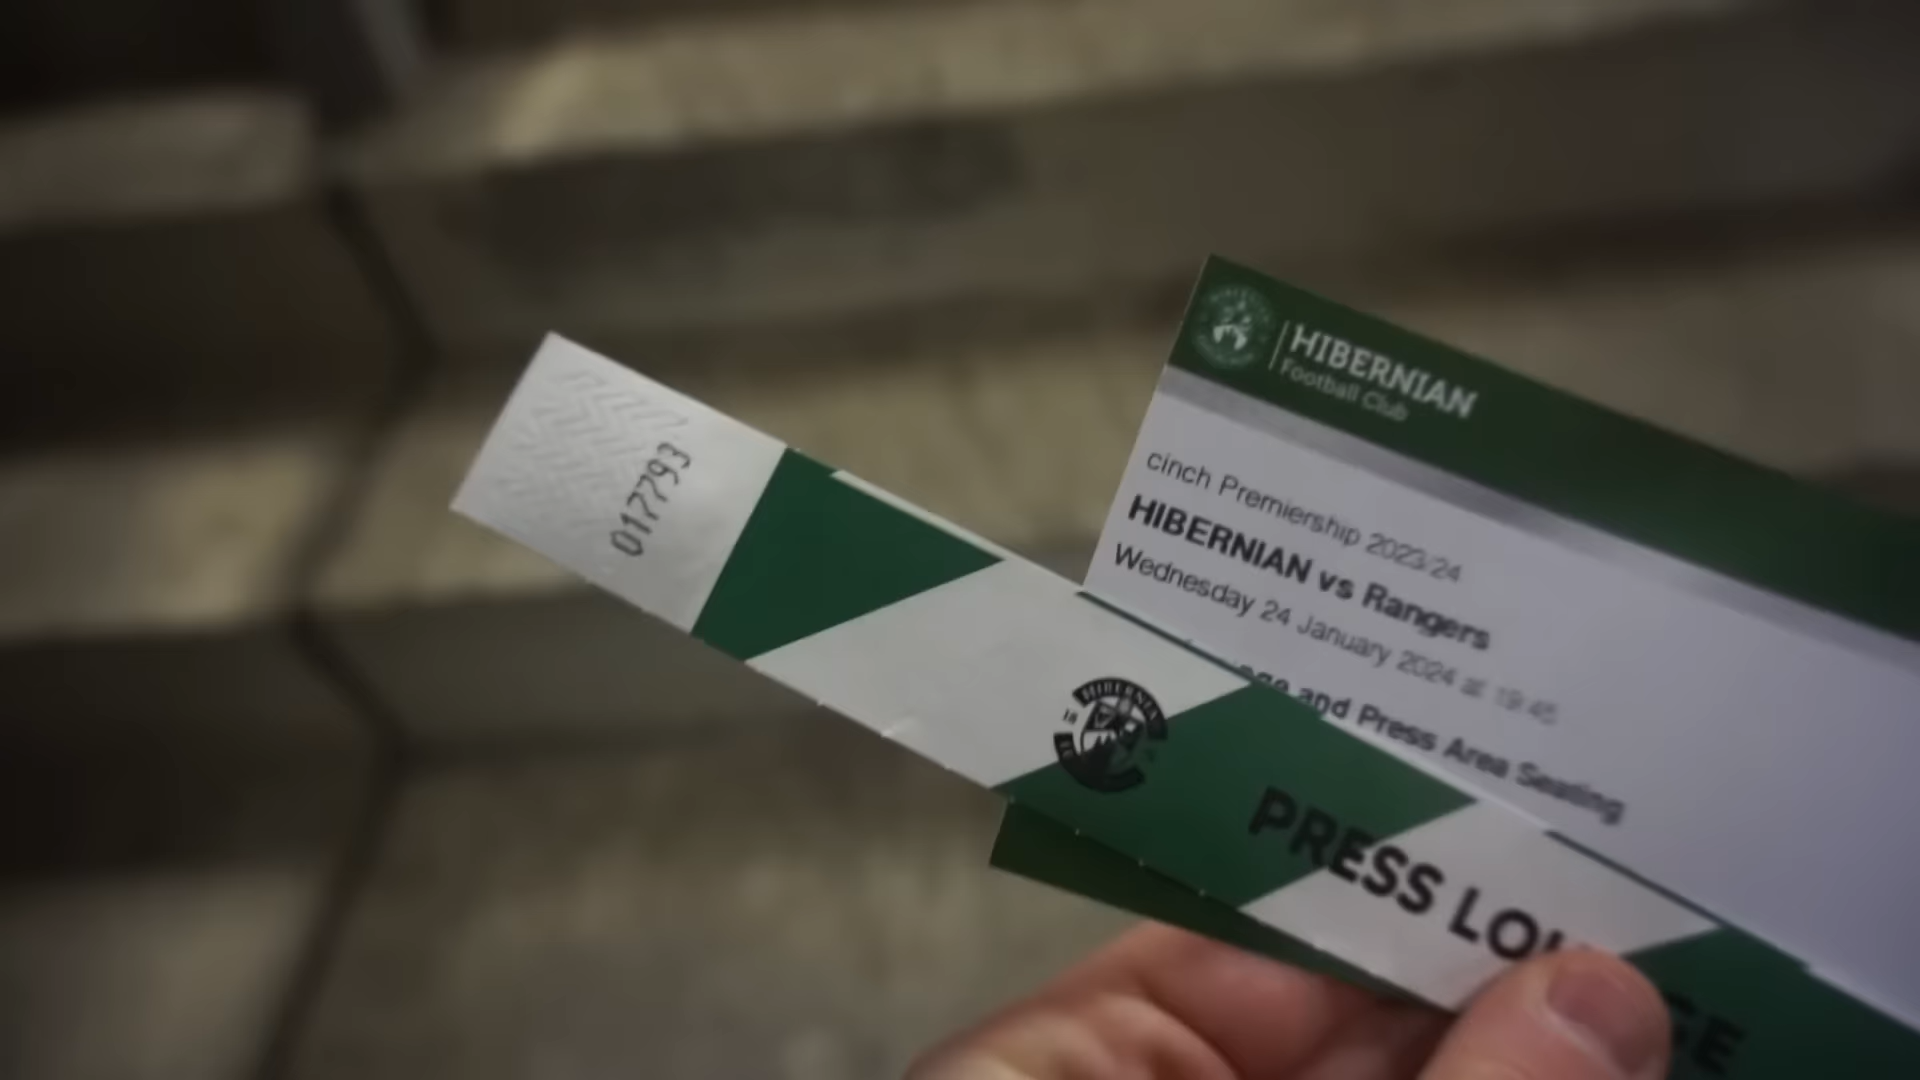 HIBERNIAN
Football Club
cinch Premiership 2023/24
HIBERNIAN vs Rangers
Wednesday 24 January 2024 at 19:45
and Press Area Seating
017793
HIBERNIAN
PRESS